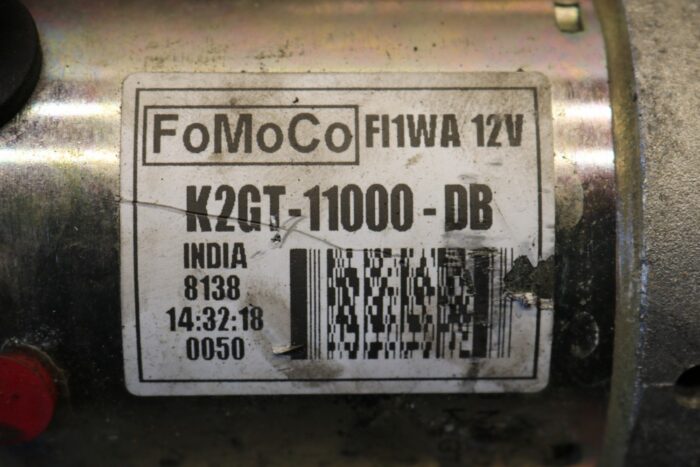 FoMoCo FI1WA 12V
K2GT-11000-DB
INDIA
8138
14:32:18
0050